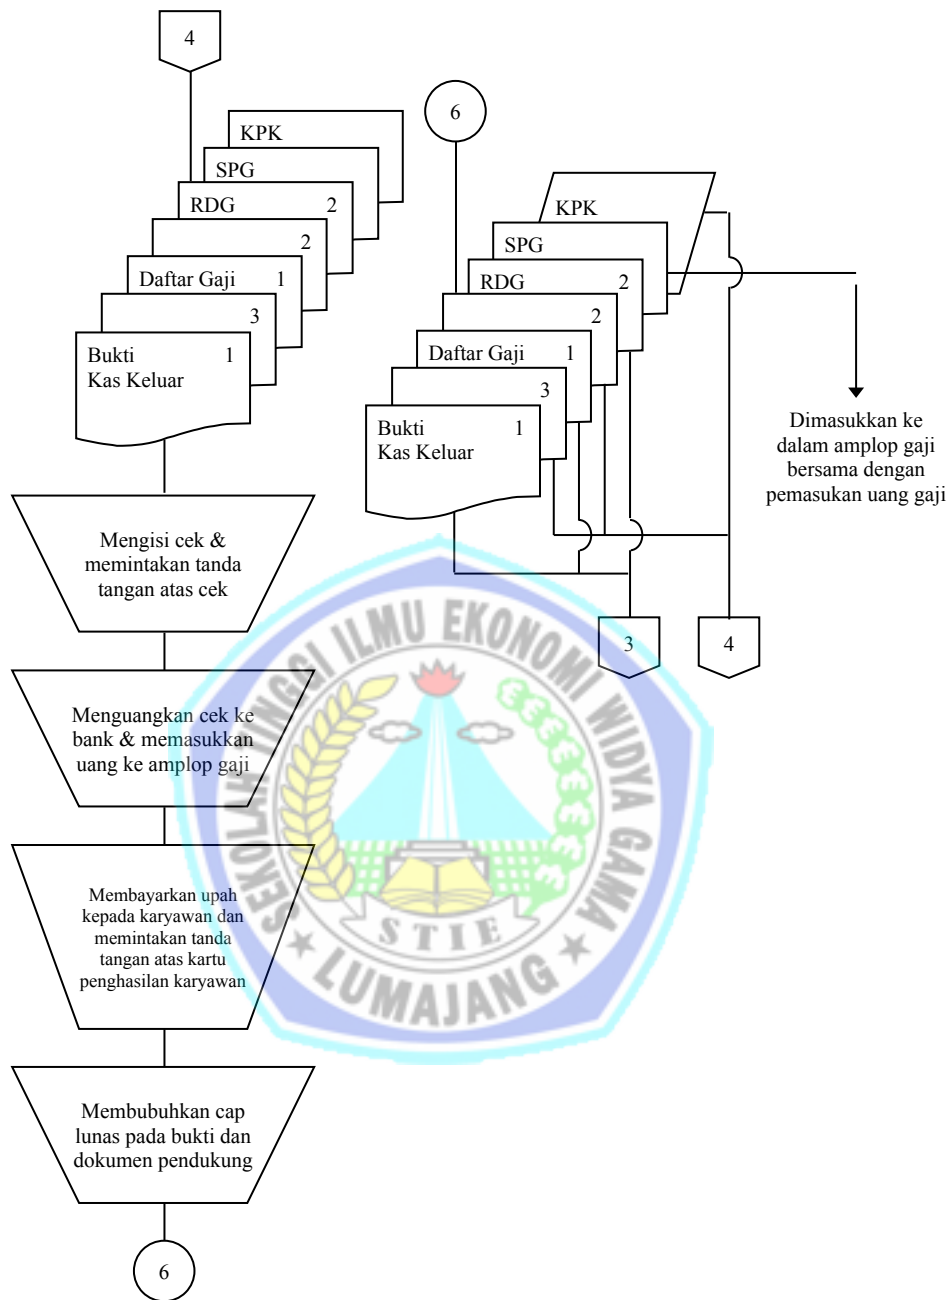 4
KPK
SPG
RDG 2
2
Daftar Gaji 1
3
Bukti 1
Kas Keluar
Mengisi cek &
memintakan tanda
tangan atas cek
Menguangkan cek ke
bank & memasukkan
uang ke amplop gaji
Membayarkan upah
kepada karyawan dan
memintakan tanda
tangan atas kartu
penghasilan karyawan
Membubuhkan cap
lunas pada bukti dan
dokumen pendukung
6
6
KPK
SPG
RDG 2
2
Daftar Gaji 1
3
Bukti 1
Kas Keluar
Dimasukkan ke
dalam amplop gaji
bersama dengan
pemasukan uang gaji
3
4
SEKOLAH TINGGI ILMU EKONOMI WIDYA GAMA
STIE
LUMAJANG